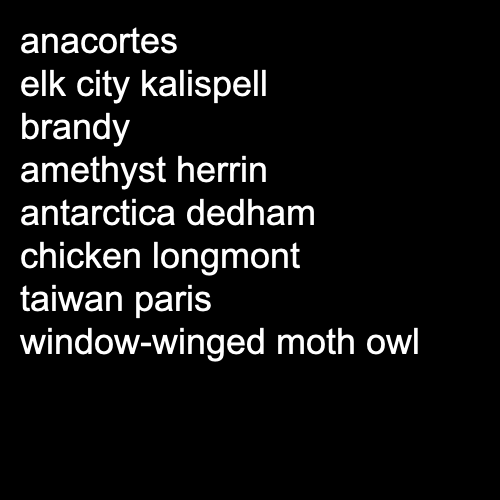 anacortes
elk city kalispell
brandy
amethyst herrin
antarctica dedham
chicken longmont
taiwan paris
window-winged moth owl